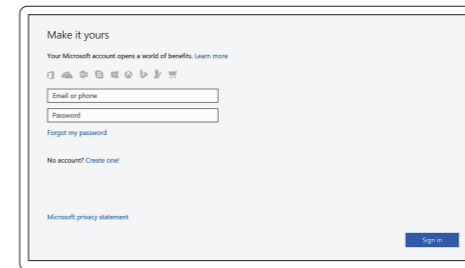 Make it yours
Your Microsoft account opens a world of benefits. Learn more
Email or phone
Password
Forgot my password
No account? Create one!
Microsoft privacy statement
Sign in